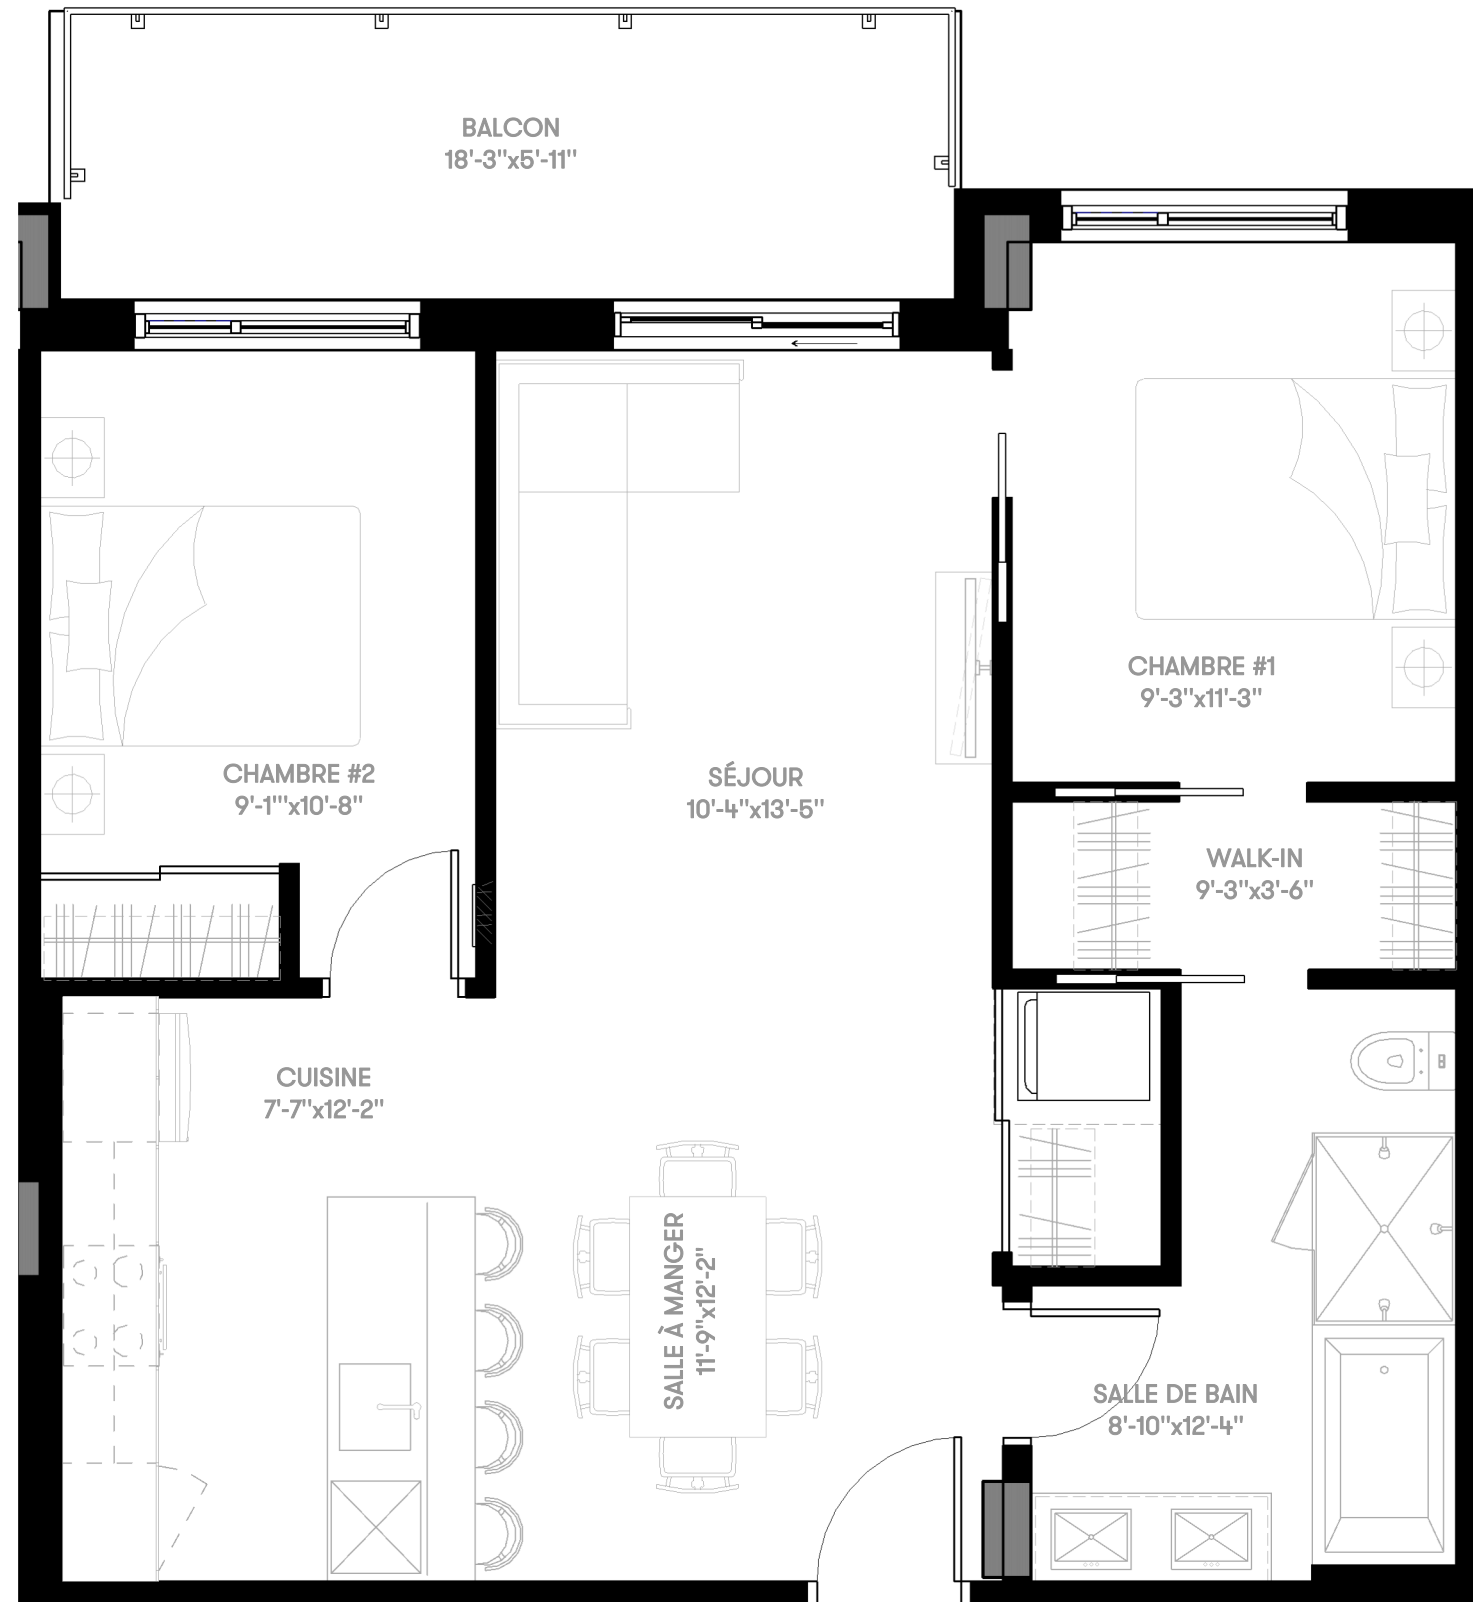 BALCON
18'-3"x5'-11"
CHAMBRE #1
9'-3"x11'-3"
CHAMBRE #2
9'-1'"x10'-8"
SÉJOUR
10'-4"x13'-5"
WALK-IN
9'-3"x3'-6"
CUISINE
7'-7"x12'-2"
SALLE À MANGER
11'-9"x12'-2"
SALLE DE BAIN
8'-10"x12'-4"